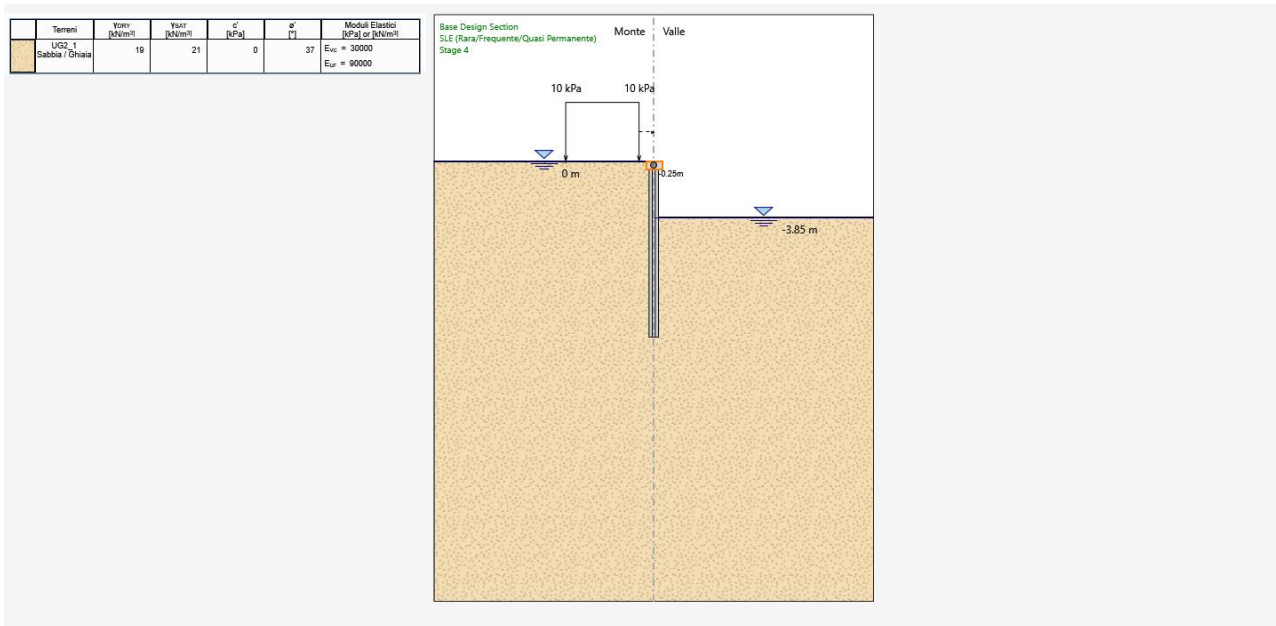 Terreni γDRY [kN/m³] γSAT [kN/m³] c' [kPa] ø' [°] Moduli Elastici [kPa] or [kN/m³]
UG2_1 Sabbia / Ghiaia 19 21 0 37 Evc = 30000
Eur = 90000
Base Design Section
SLE (Rara/Frequente/Quasi Permanente)
Stage 4
Monte Valle
10 kPa 10 kPa
0 m -0.25m
-3.85 m